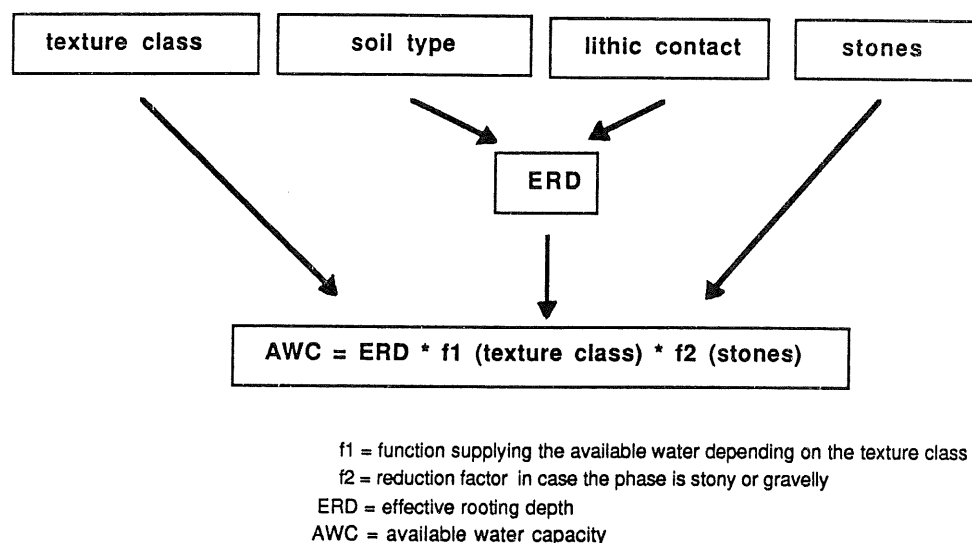 texture class
soil type
lithic contact
stones
ERD
AWC = ERD * f1 (texture class) * f2 (stones)
f1 = function supplying the available water depending on the texture class
f2 = reduction factor in case the phase is stony or gravelly
ERD = effective rooting depth
AWC = available water capacity